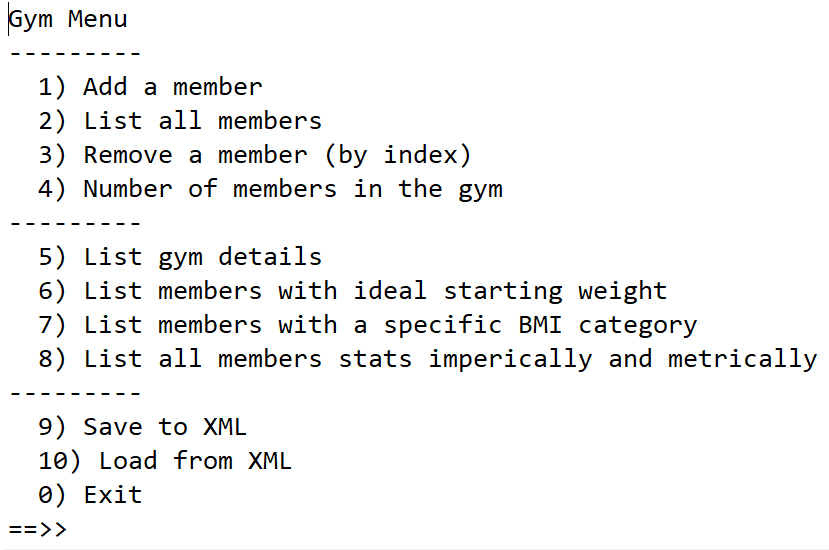 Gym Menu
---------
  1) Add a member
  2) List all members
  3) Remove a member (by index)
  4) Number of members in the gym
---------
  5) List gym details
  6) List members with ideal starting weight
  7) List members with a specific BMI category
  8) List all members stats imperically and metrically
---------
  9) Save to XML
  10) Load from XML
  0) Exit
==>>